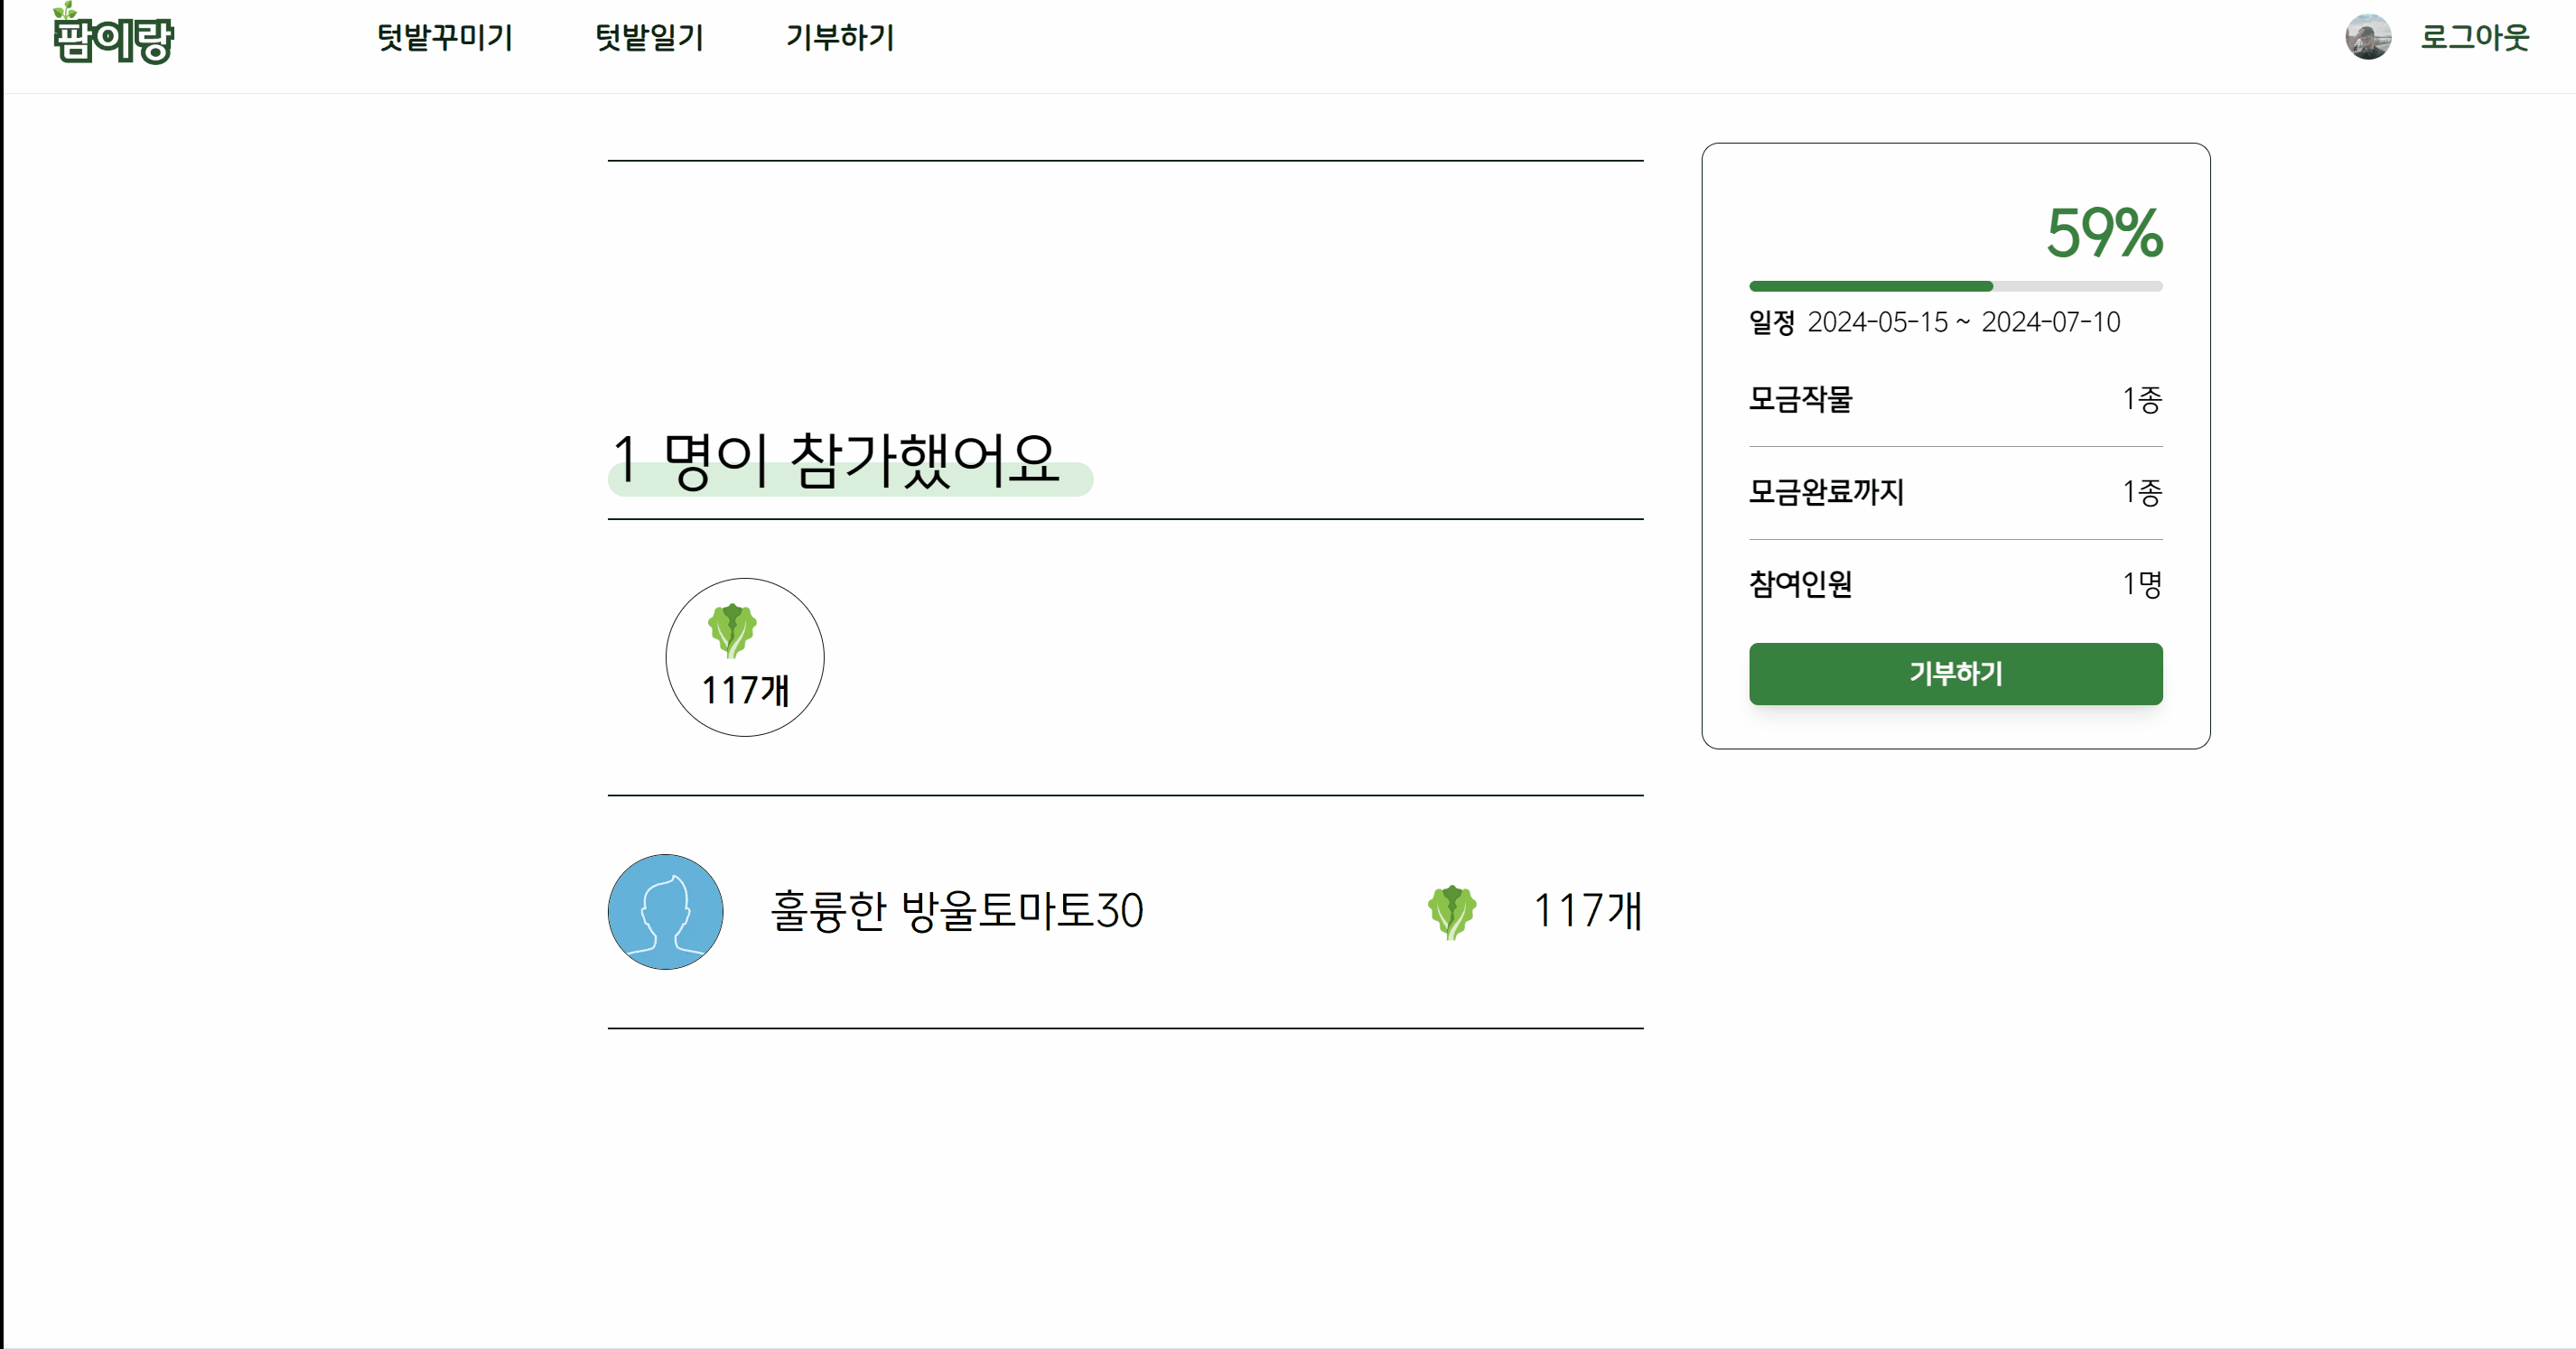 팜이랑
텃밭꾸미기 텃밭일기 기부하기 로그아웃
1 명이 참가했어요
117개
훌륭한 방울토마토30 117개
59%
일정 2024-05-15 ~ 2024-07-10
모금작물 1종
모금완료까지 1종
참여인원 1명
기부하기